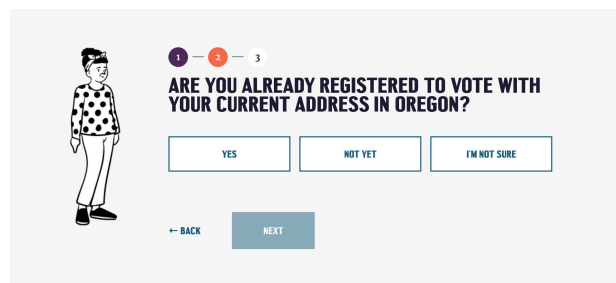 1 2 3
ARE YOU ALREADY REGISTERED TO VOTE WITH
YOUR CURRENT ADDRESS IN OREGON?
YES NOT YET I'M NOT SURE
← BACK NEXT